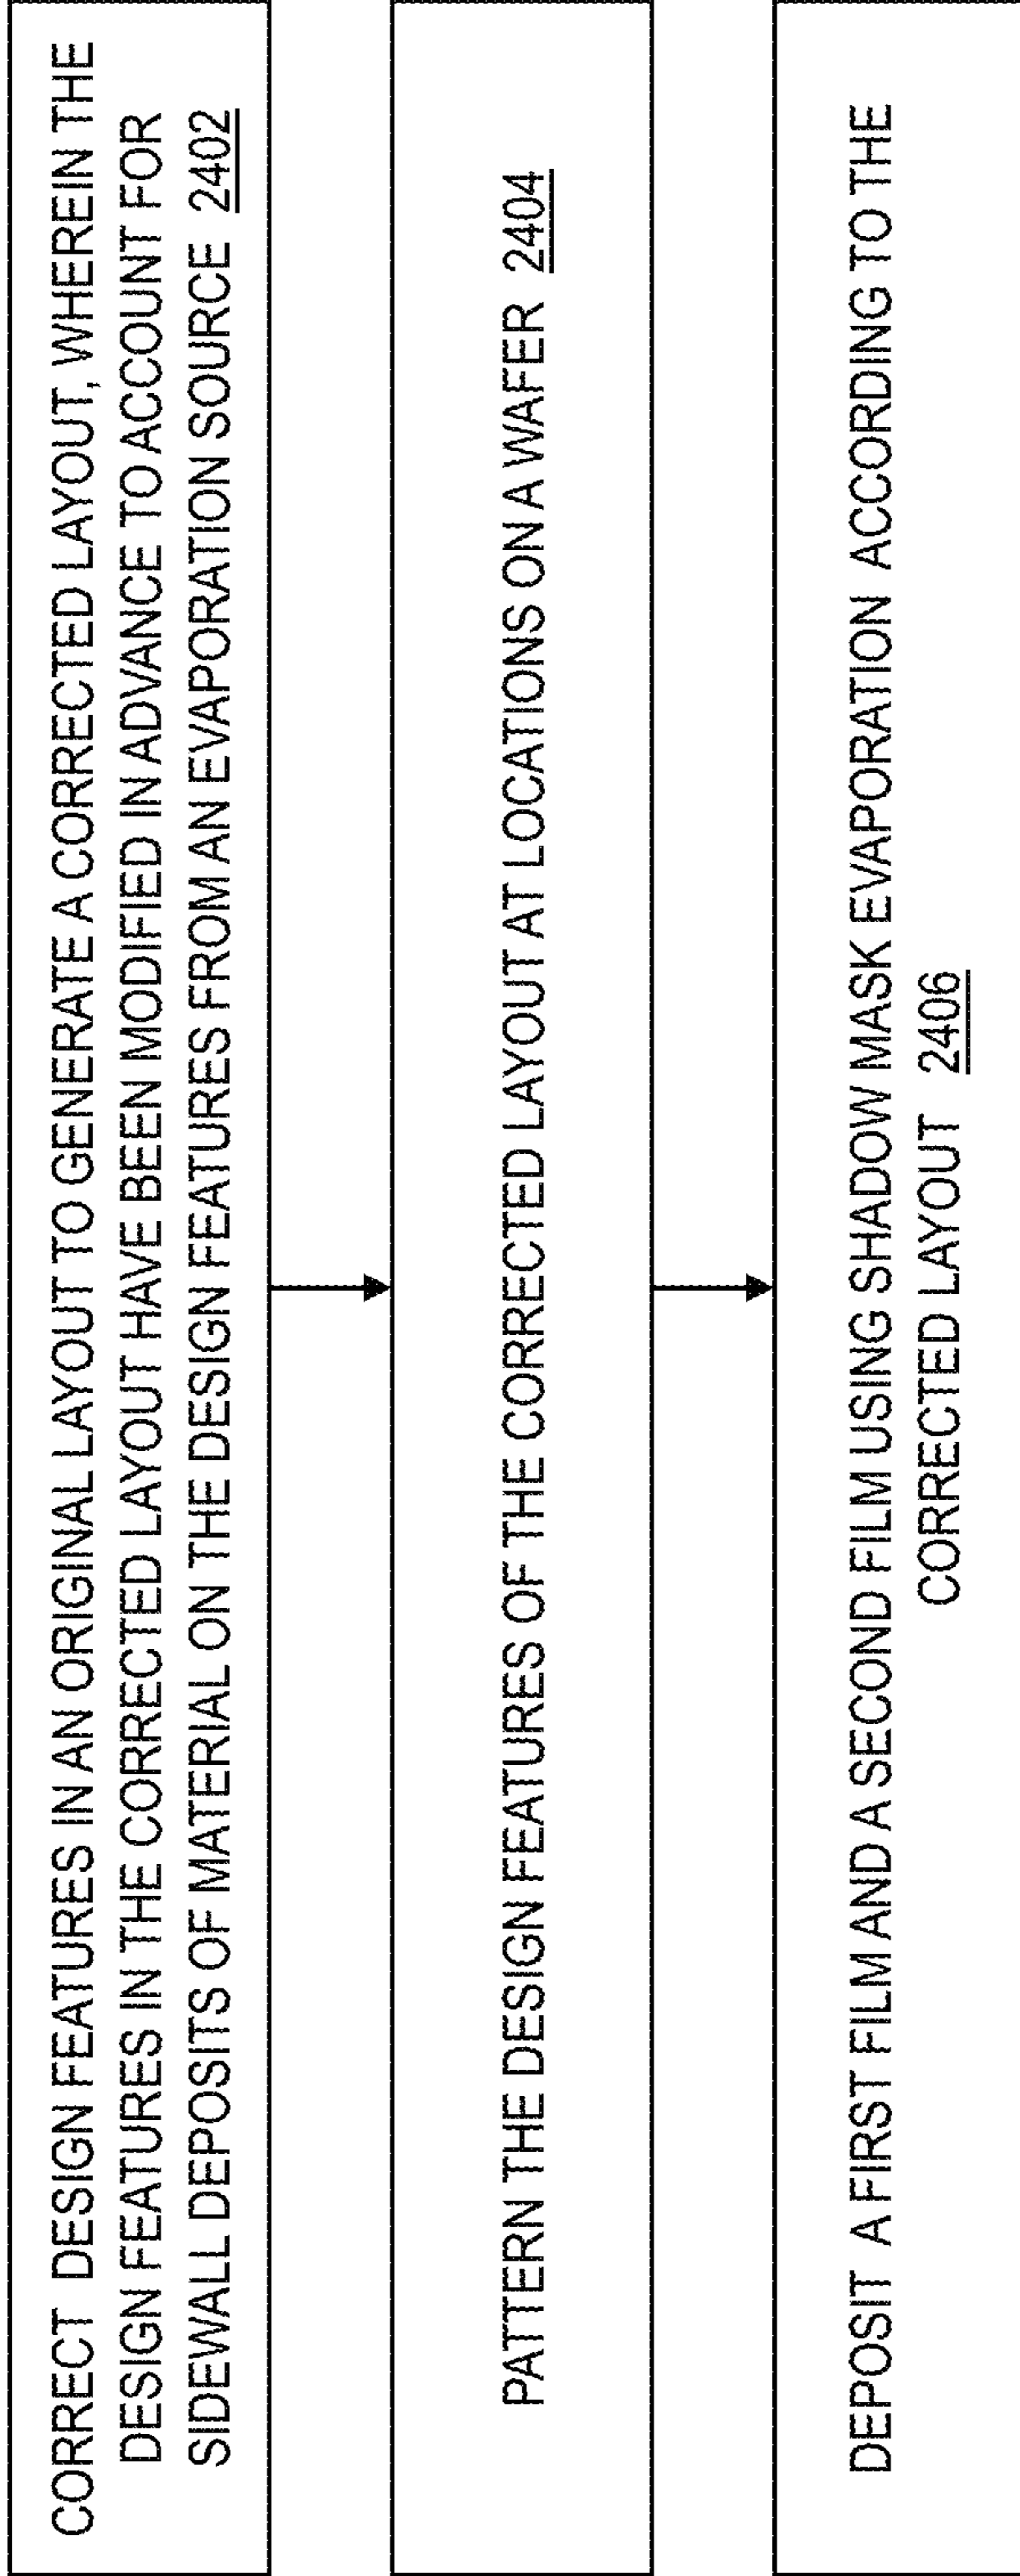 CORRECT DESIGN FEATURES IN AN ORIGINAL LAYOUT TO GENERATE A CORRECTED LAYOUT, WHEREIN THE
DESIGN FEATURES IN THE CORRECTED LAYOUT HAVE BEEN MODIFIED IN ADVANCE TO ACCOUNT FOR
SIDEWALL DEPOSITS OF MATERIAL ON THE DESIGN FEATURES FROM AN EVAPORATION SOURCE 2402
PATTERN THE DESIGN FEATURES OF THE CORRECTED LAYOUT AT LOCATIONS ON A WAFER 2404
DEPOSIT A FIRST FILM AND A SECOND FILM USING SHADOW MASK EVAPORATION ACCORDING TO THE
CORRECTED LAYOUT 2406